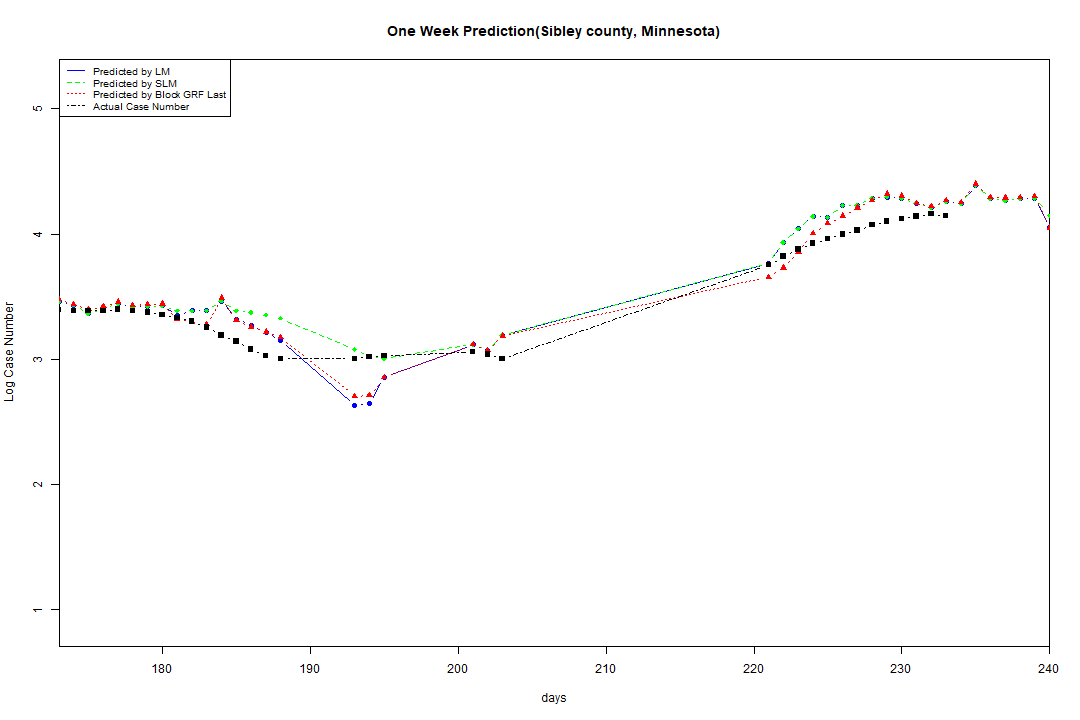 One Week Prediction(Sibley county, Minnesota)
Predicted by LM
Predicted by SLM
Predicted by Block GRF Last
Actual Case Number
5
4
3
2
1
Log Case Number
180 190 200 210 220 230 240
days